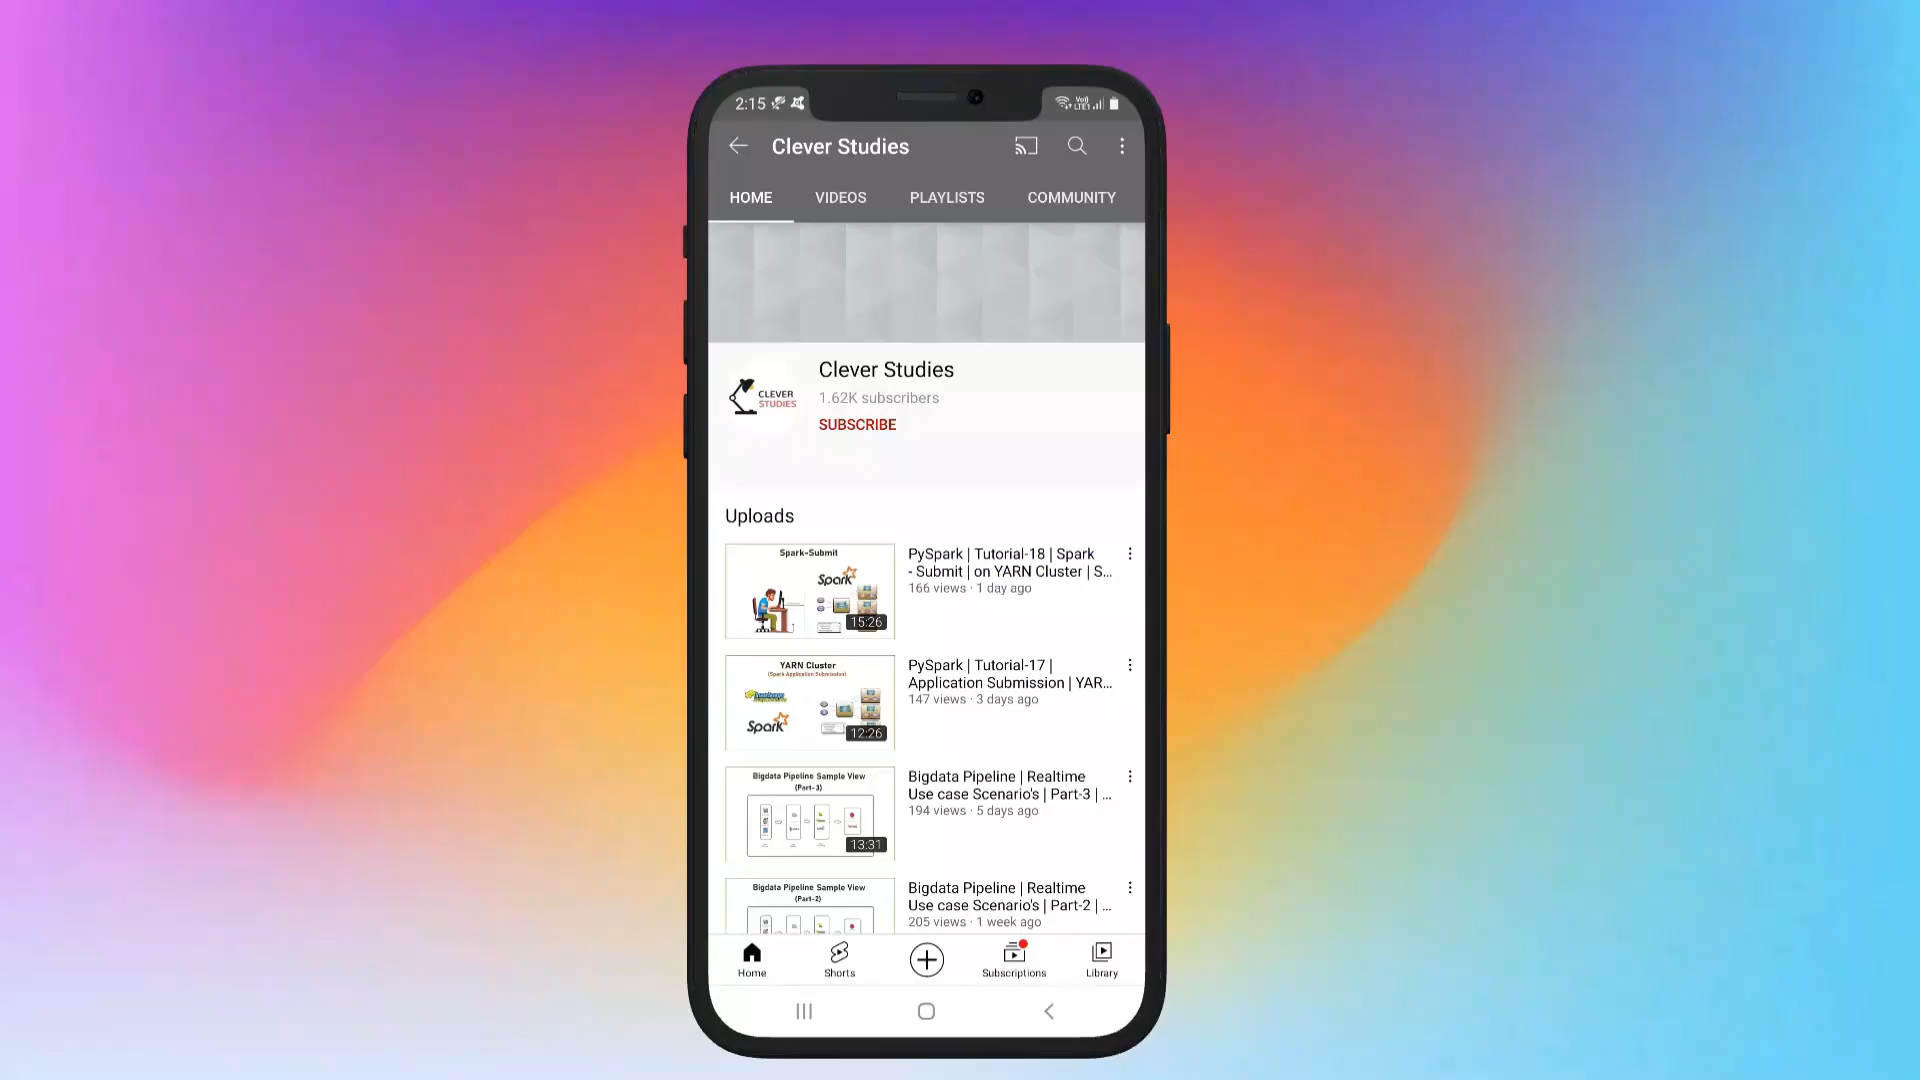 2:15
Clever Studies
HOME VIDEOS PLAYLISTS COMMUNITY
CLEVER
STUDIES
Clever Studies
1.62K subscribers
SUBSCRIBE
Uploads
Spark-Submit
Spark
15:26
PySpark | Tutorial-18 | Spark
- Submit | on YARN Cluster | S...
166 views · 1 day ago
YARN Cluster
(Spark Application Submission)
Spark
12:26
PySpark | Tutorial-17 |
Application Submission | YAR...
147 views · 3 days ago
Bigdata Pipeline Sample View
(Part-3)
13:31
Bigdata Pipeline | Realtime
Use case Scenario's | Part-3 | ...
194 views · 5 days ago
Bigdata Pipeline Sample View
(Part-2)
Bigdata Pipeline | Realtime
Use case Scenario's | Part-2 | ...
205 views · 1 week ago
Home Shorts Subscriptions Library